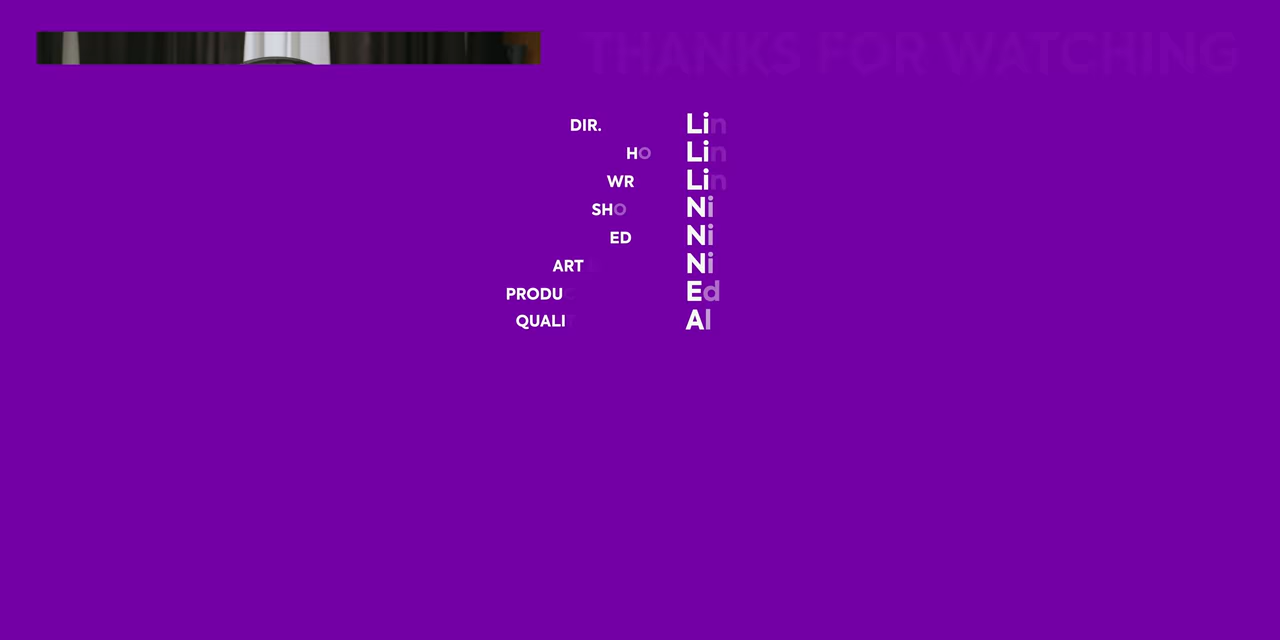 THANKS FOR WATCHING
DIR. Lin
HO Lin
WR Lin
SHO Ni
ED Ni
ART Ni
PRODU Ed
QUALI Al